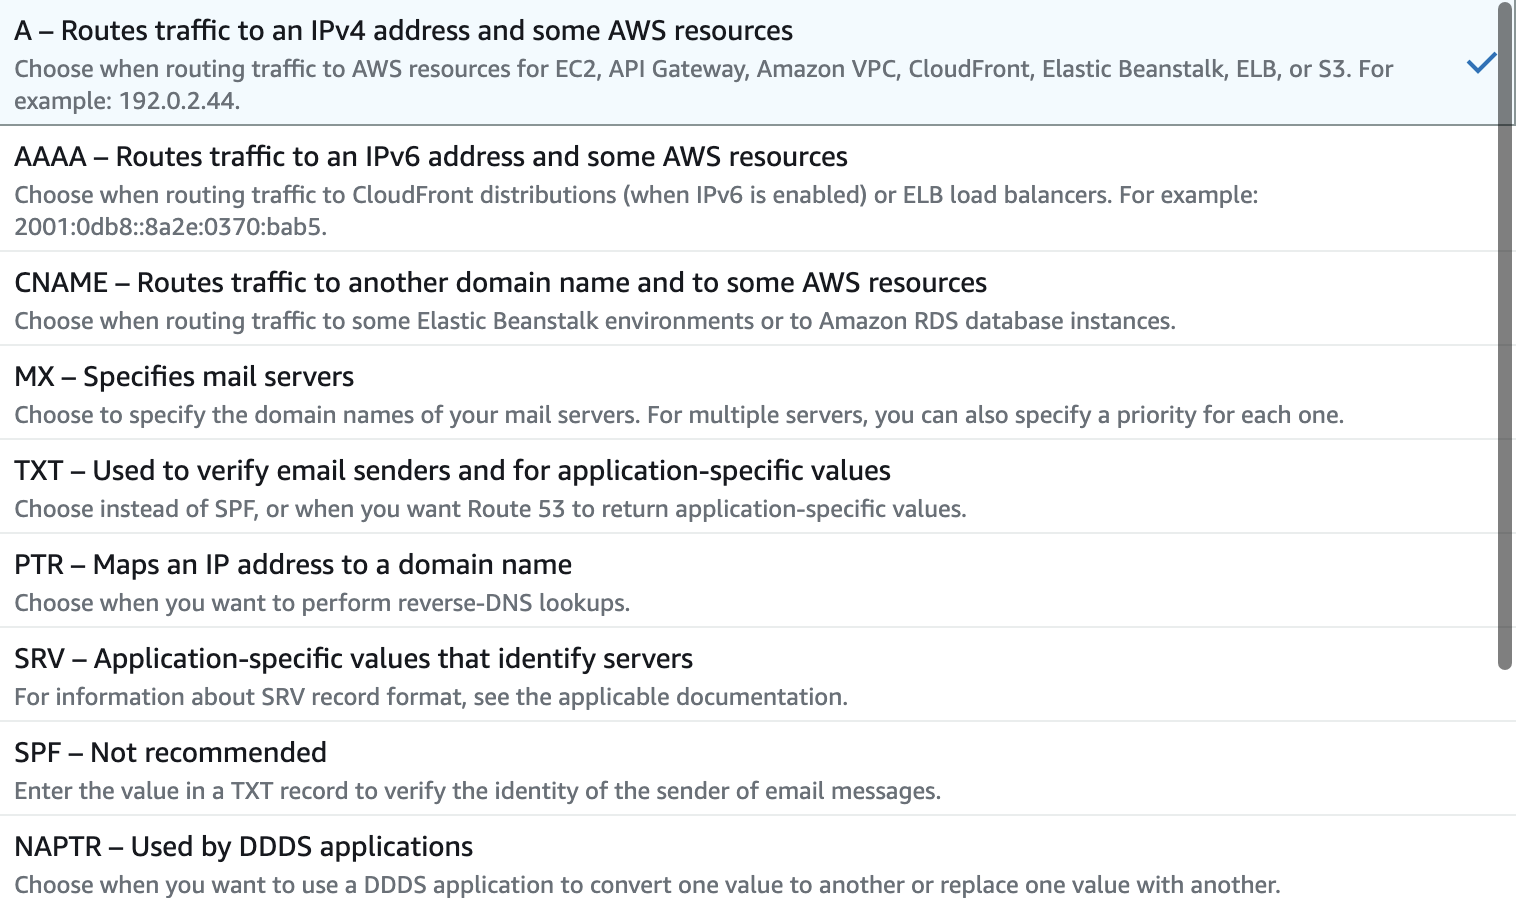 A – Routes traffic to an IPv4 address and some AWS resources
Choose when routing traffic to AWS resources for EC2, API Gateway, Amazon VPC, CloudFront, Elastic Beanstalk, ELB, or S3. For
example: 192.0.2.44.
AAAA – Routes traffic to an IPv6 address and some AWS resources
Choose when routing traffic to CloudFront distributions (when IPv6 is enabled) or ELB load balancers. For example:
2001:0db8::8a2e:0370:bab5.
CNAME – Routes traffic to another domain name and to some AWS resources
Choose when routing traffic to some Elastic Beanstalk environments or to Amazon RDS database instances.
MX – Specifies mail servers
Choose to specify the domain names of your mail servers. For multiple servers, you can also specify a priority for each one.
TXT – Used to verify email senders and for application-specific values
Choose instead of SPF, or when you want Route 53 to return application-specific values.
PTR – Maps an IP address to a domain name
Choose when you want to perform reverse-DNS lookups.
SRV – Application-specific values that identify servers
For information about SRV record format, see the applicable documentation.
SPF – Not recommended
Enter the value in a TXT record to verify the identity of the sender of email messages.
NAPTR – Used by DDDS applications
Choose when you want to use a DDDS application to convert one value to another or replace one value with another.